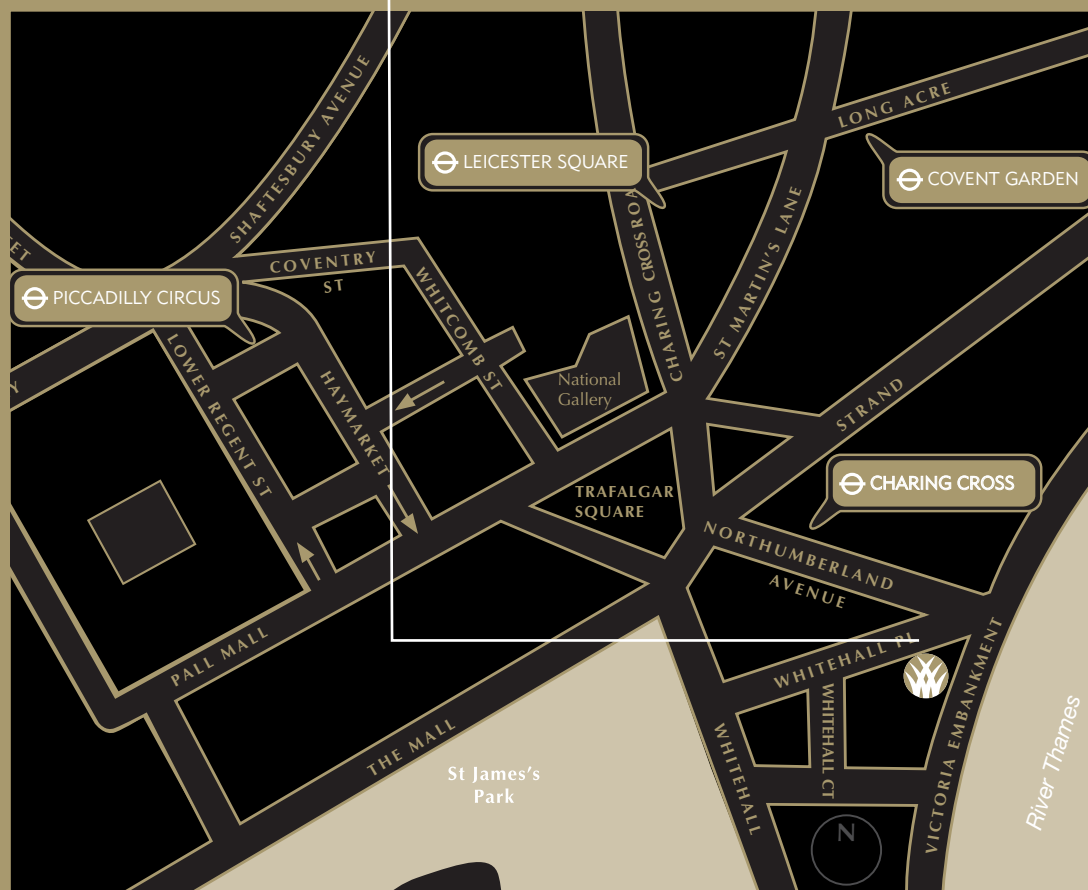 SHAFTESBURY AVENUE
LONG ACRE
LEICESTER SQUARE
COVENT GARDEN
ET
COVENTRY
ST
PICCADILLY CIRCUS
WHITCOMB ST
CHARING CROSS ROA
ST MARTIN'S LANE
LOWER REGENT ST
HAYMARKET
National
Gallery
Y
STRAND
CHARING CROSS
TRAFALGAR
SQUARE
NORTHUMBERLAND
AVENUE
PALL MALL
WHITEHALL PL
WHITEHALL CT
VICTORIA EMBANKMENT
River Thames
THE MALL
St James's
Park
WHITEHALL
N